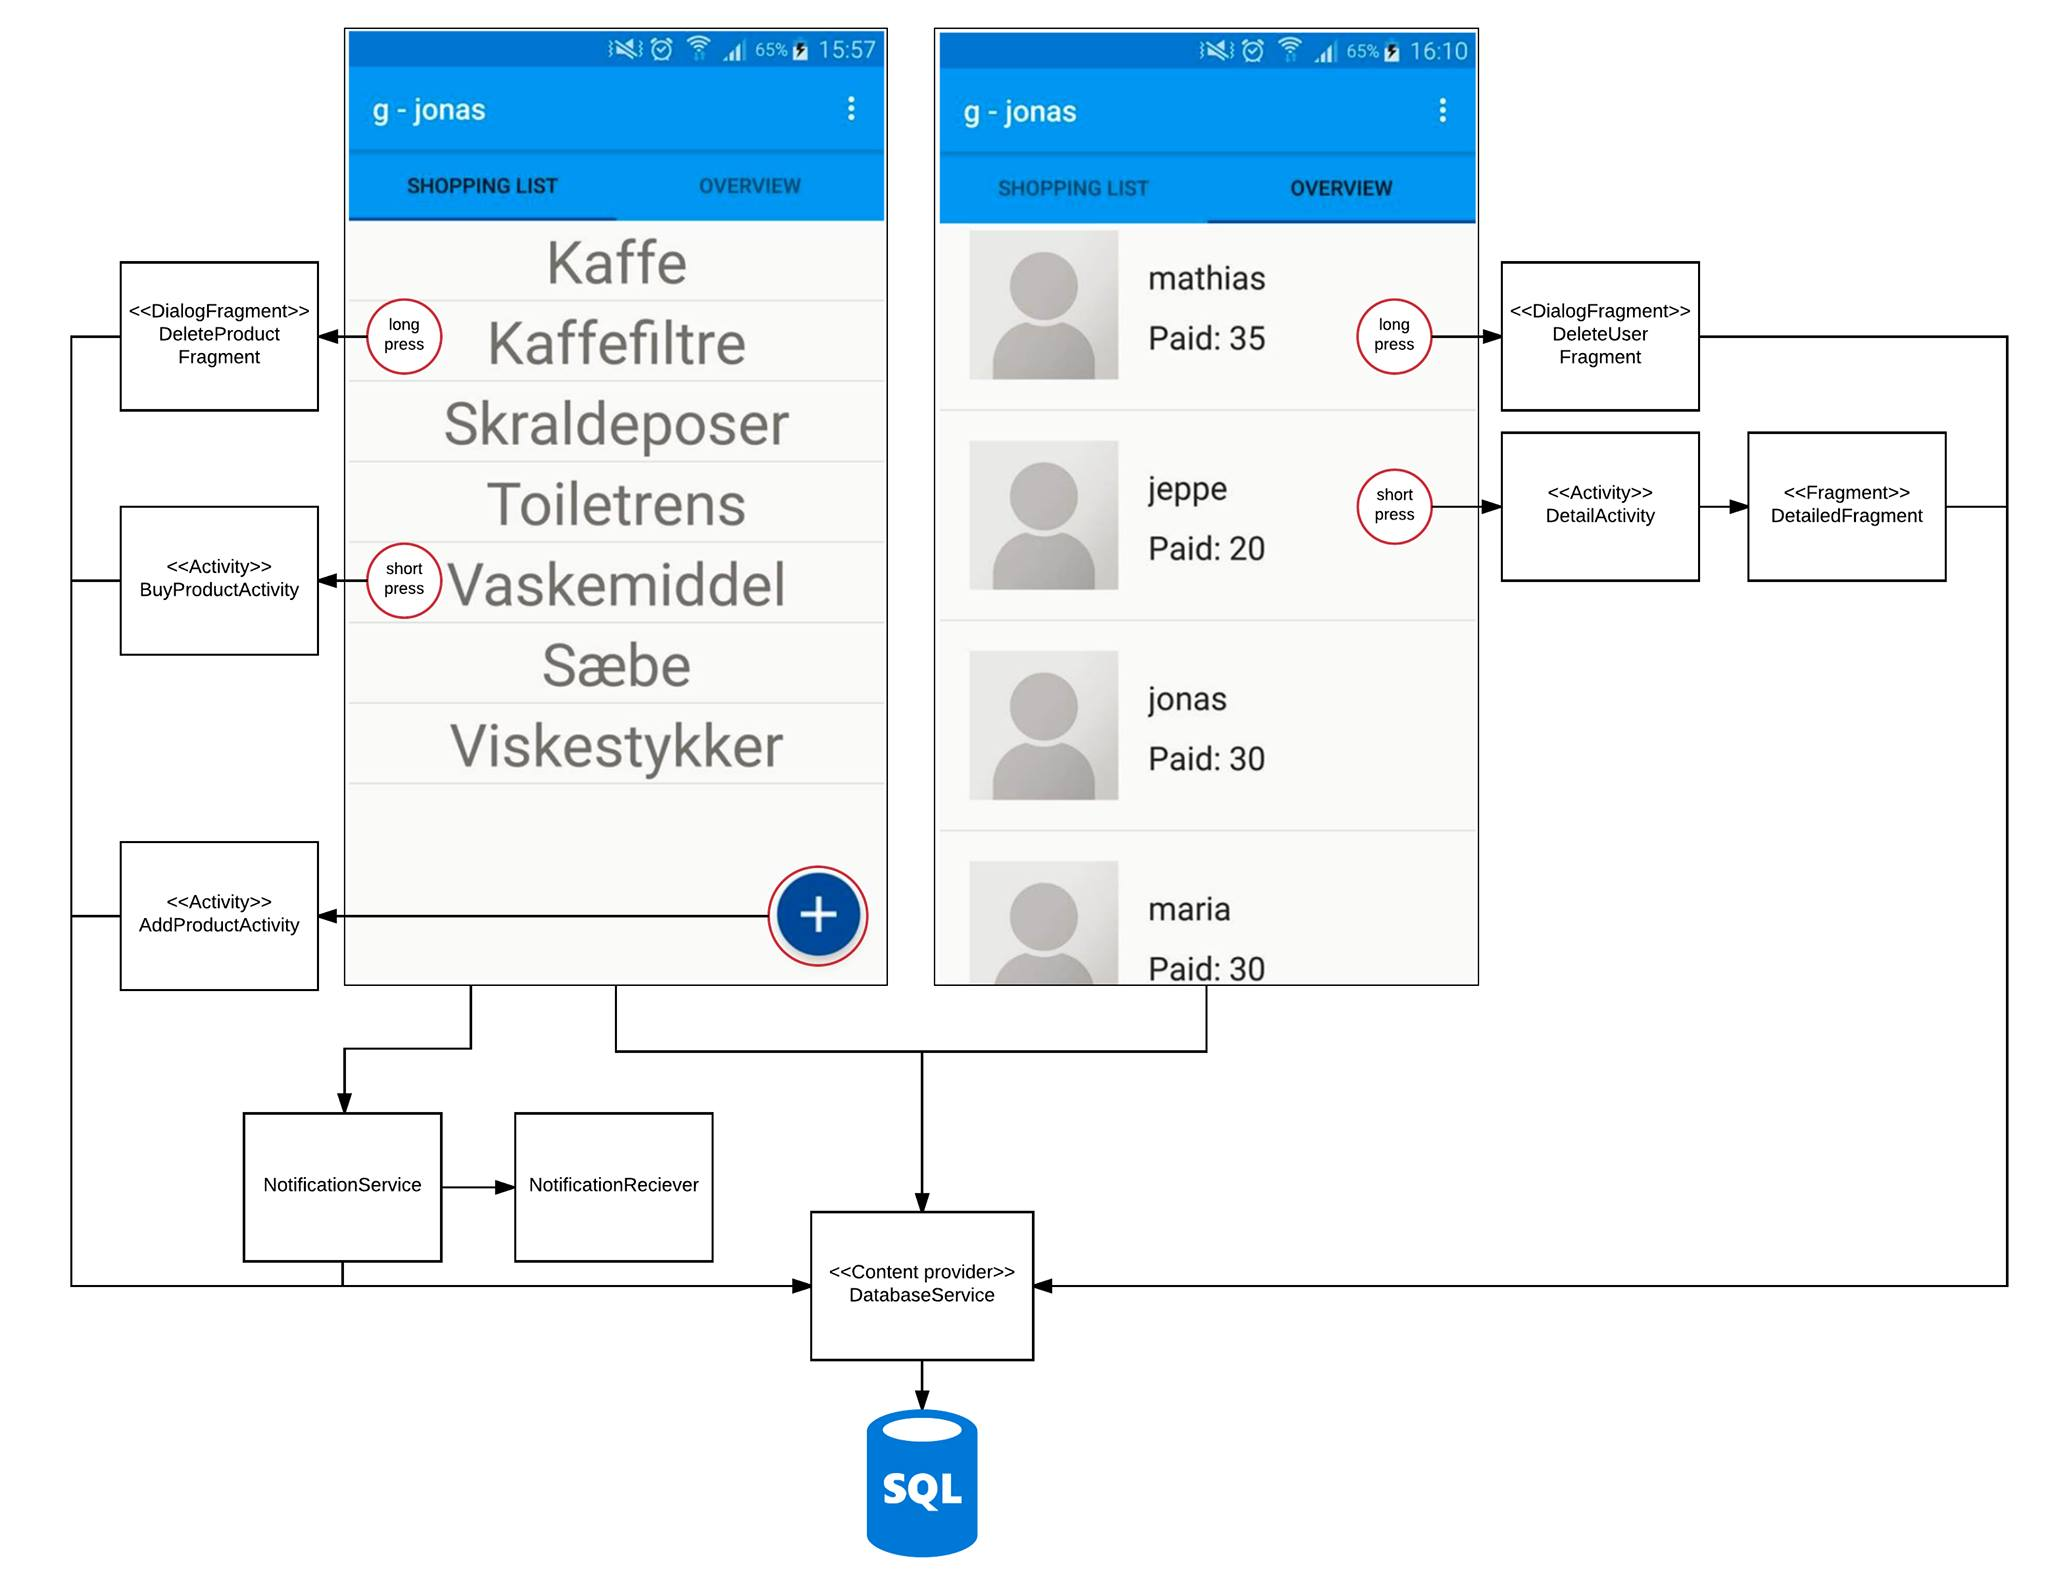 65% 15:57
g - jonas
SHOPPING LIST OVERVIEW
Kaffe
Kaffefiltre
Skraldeposer
Toiletrens
Vaskemiddel
Sæbe
Viskestykker
long
press
short
press
<<DialogFragment>>
DeleteProduct
Fragment
<<Activity>>
BuyProductActivity
<<Activity>>
AddProductActivity
65% 16:10
g - jonas
SHOPPING LIST OVERVIEW
mathias
Paid: 35
jeppe
Paid: 20
jonas
Paid: 30
maria
Paid: 30
long
press
short
press
<<DialogFragment>>
DeleteUser
Fragment
<<Activity>>
DetailActivity
<<Fragment>>
DetailedFragment
NotificationService
NotificationReciever
<<Content provider>>
DatabaseService
SQL